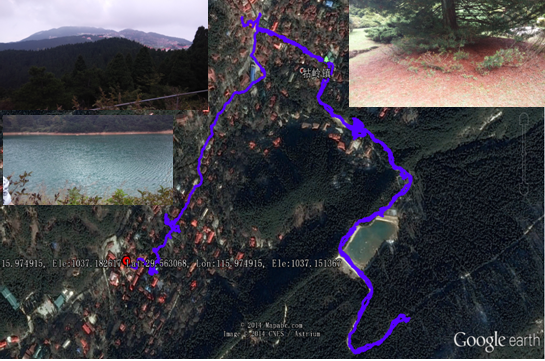 牯岭镇
15.974915, Ele:1037.182617 Lat:29.563068, Lon:115.974915, Ele:1037.15136
© 2014 Mapabc.com
Image © 2014 CNES / Astrium
Google earth